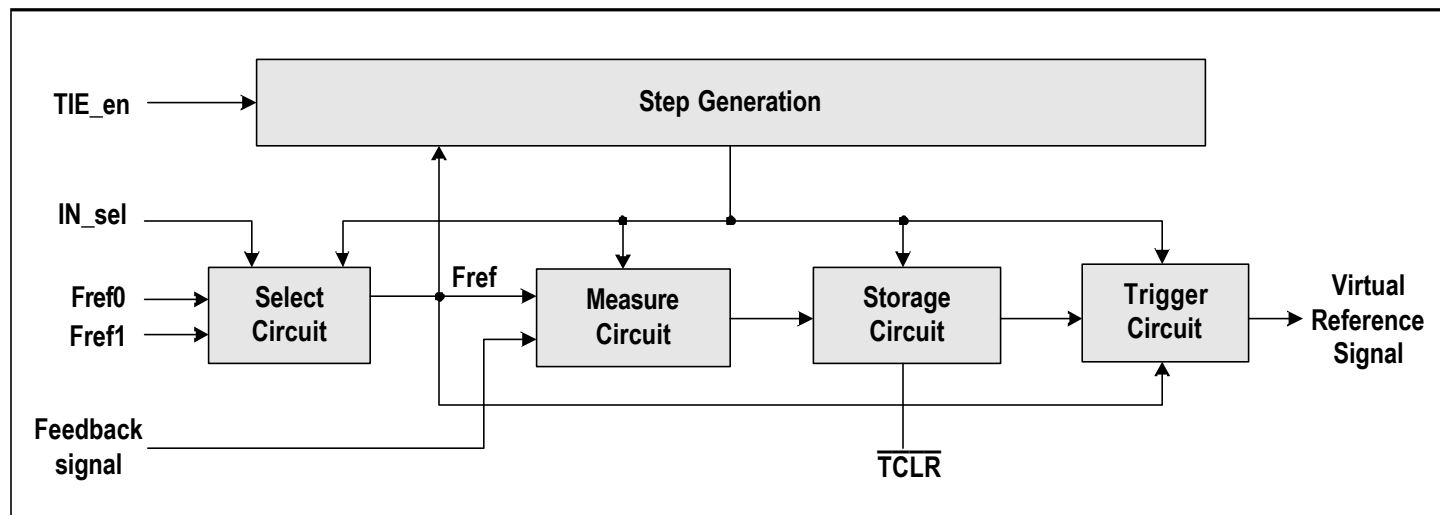 TIE_en
Step Generation
IN_sel
Fref0
Fref1
Select
Circuit
Fref
Measure
Circuit
Storage
Circuit
Trigger
Circuit
Virtual
Reference
Signal
Feedback
signal
T̅C̅L̅R̅